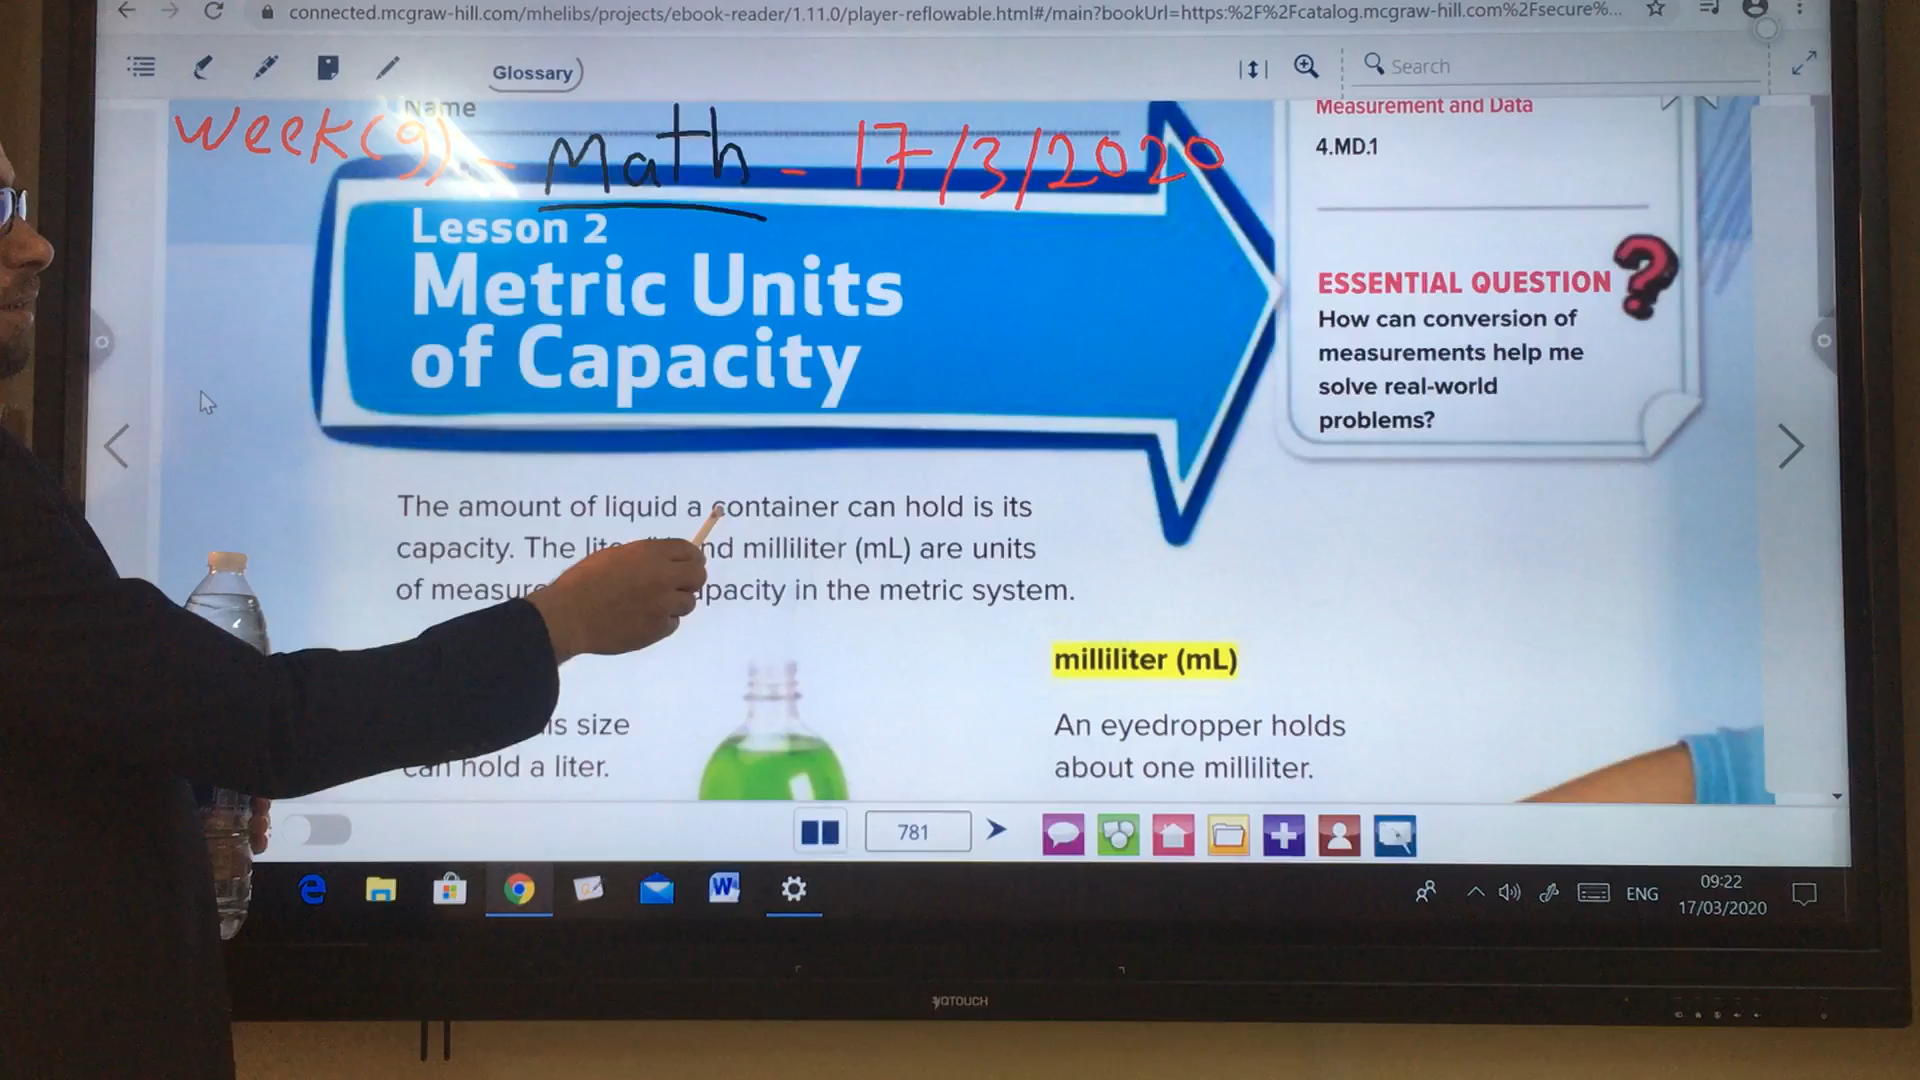 connected.mcgraw-hill.com/mhelibs/projects/ebook-reader/1.11.0/player-reflowable.html#/main?bookUrl=https:%2F%2Fcatalog.mcgraw-hill.com%2Fsecure%...
Glossary
Search
Name
week(9) - Math - 17/3/2020
Lesson 2
Metric Units
of Capacity
Measurement and Data
4.MD.1
ESSENTIAL QUESTION
How can conversion of
measurements help me
solve real-world
problems?
The amount of liquid a container can hold is its
capacity. The and milliliter (mL) are units
of capacity in the metric system.
size
can hold a liter.
milliliter (mL)
An eyedropper holds
about one milliliter.
781
ENG
09:22
17/03/2020